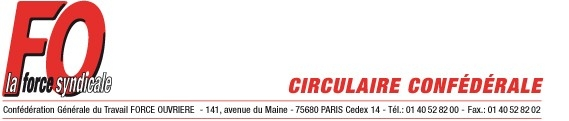 FO
la force syndicale
CIRCULAIRE CONFÉDÉRALE
Confédération Générale du Travail FORCE OUVRIERE - 141, avenue du Maine - 75680 PARIS Cedex 14 - Tél.: 01 40 52 82 00 - Fax.: 01 40 52 82 02